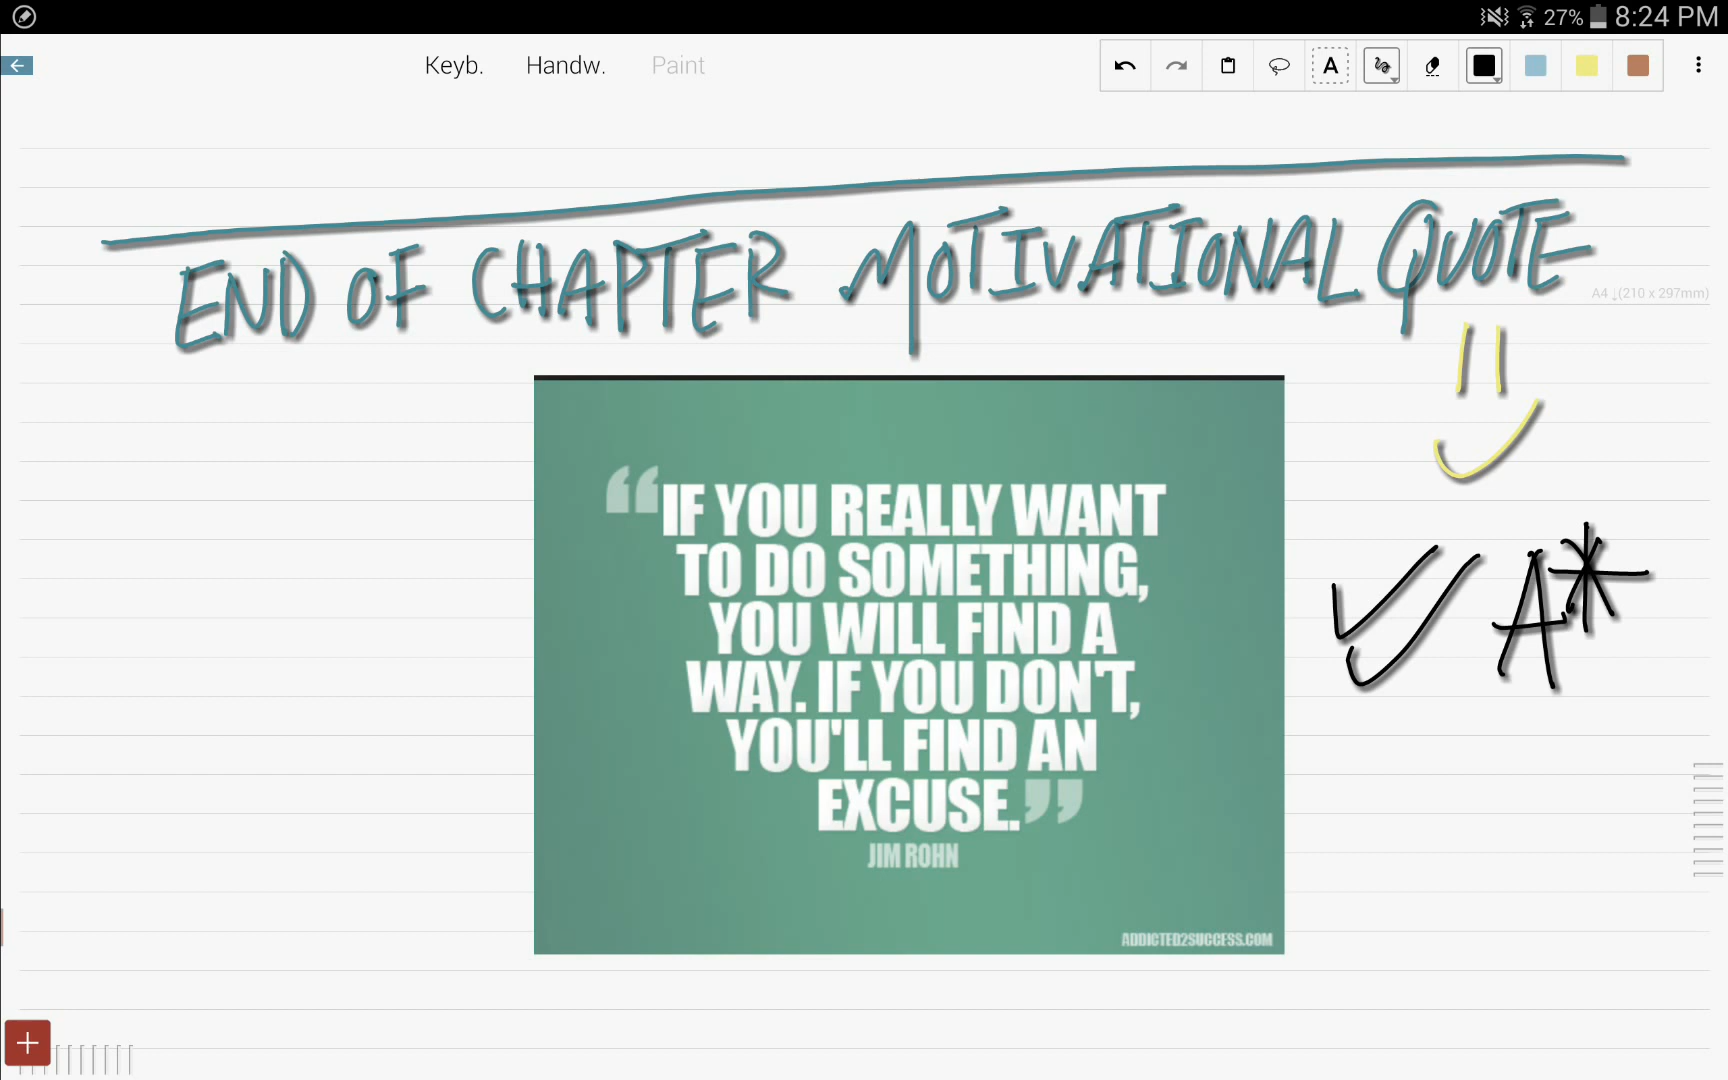 27% 8:24 PM
Keyb. Handw. Paint
A
END OF CHAPTER MOTIVATIONAL QUOTE
A4 ↓(210 x 297mm)
“IF YOU REALLY WANT
TO DO SOMETHING,
YOU WILL FIND A
WAY. IF YOU DON'T,
YOU'LL FIND AN
EXCUSE.”
JIM ROHN
ADDICTED2SUCCESS.COM
A*